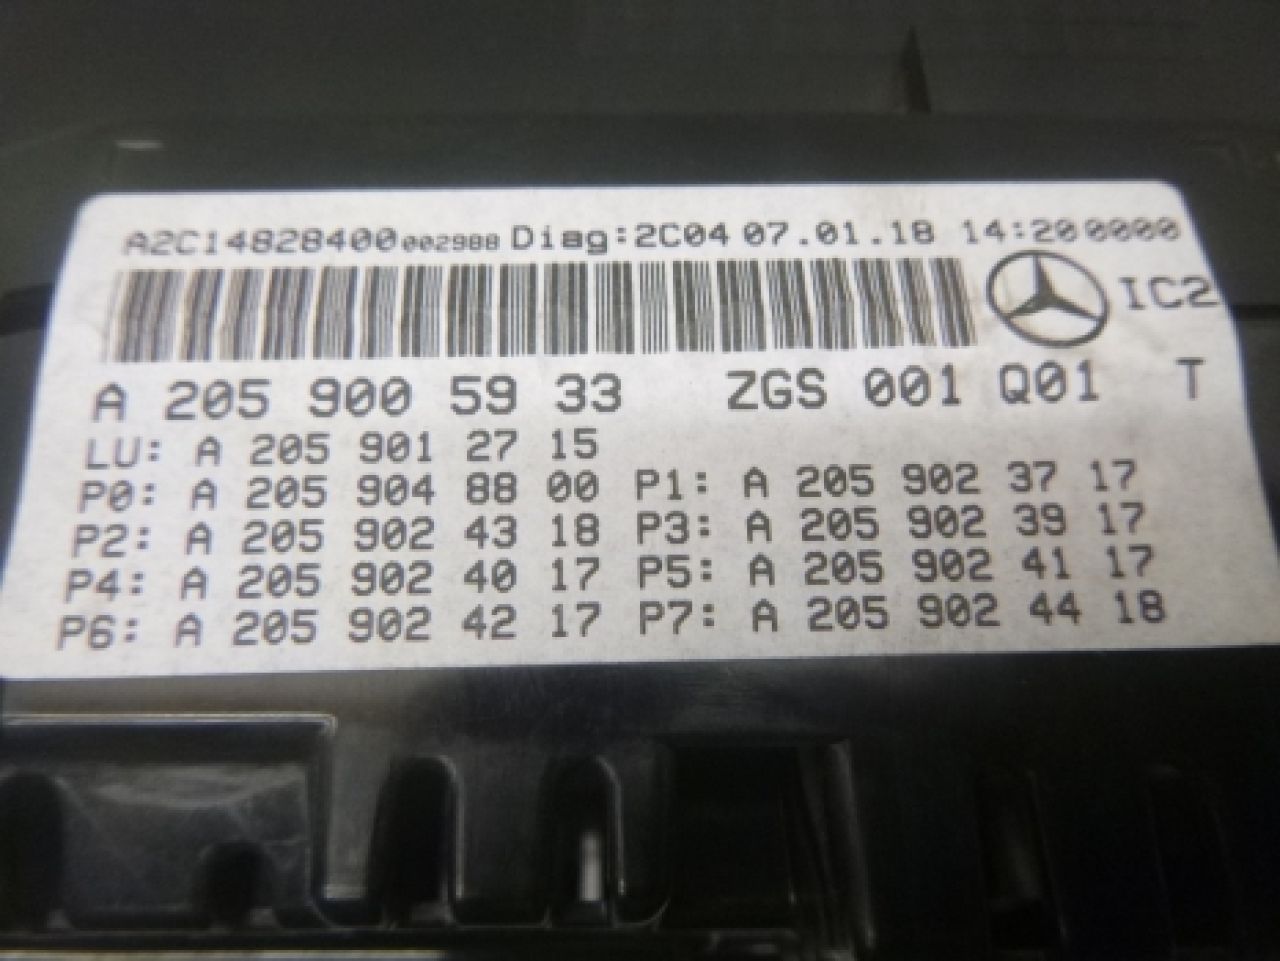 A2C14828400002988 Diag:2C04 07.01.18 14:200000
IC2
A 205 900 59 33 ZGS 001 Q01 T
LU: A 205 901 27 15
P0: A 205 904 88 00 P1: A 205 902 37 17
P2: A 205 902 43 18 P3: A 205 902 39 17
P4: A 205 902 40 17 P5: A 205 902 41 17
P6: A 205 902 42 17 P7: A 205 902 44 18